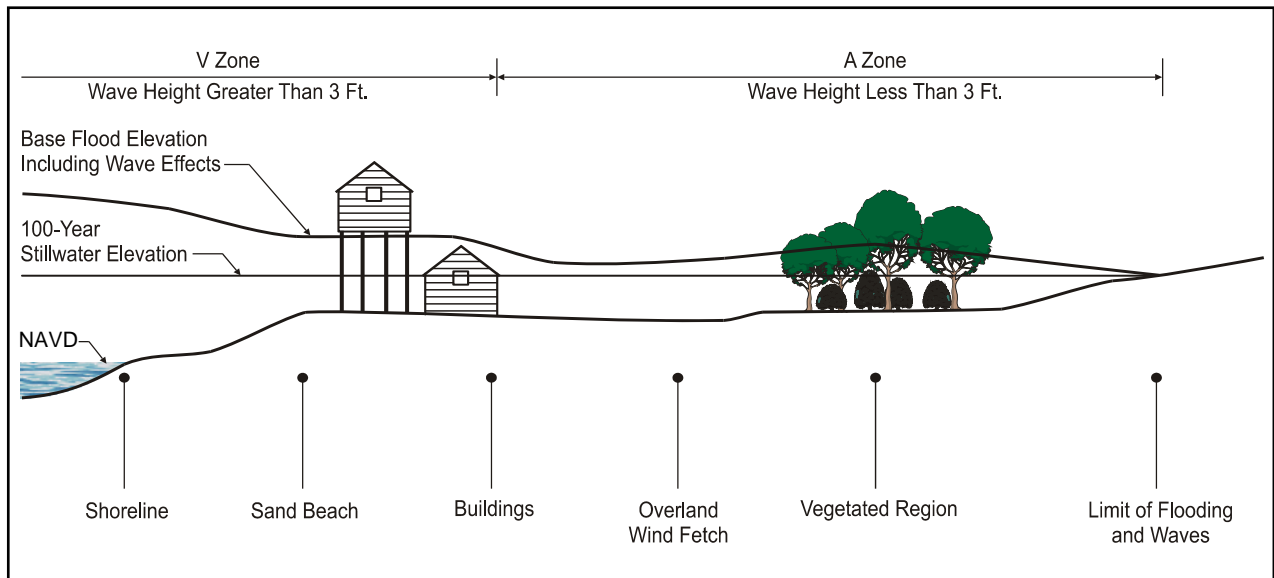 V Zone
Wave Height Greater Than 3 Ft.
A Zone
Wave Height Less Than 3 Ft.
Base Flood Elevation
Including Wave Effects
100-Year
Stillwater Elevation
NAVD
Shoreline
Sand Beach
Buildings
Overland
Wind Fetch
Vegetated Region
Limit of Flooding
and Waves